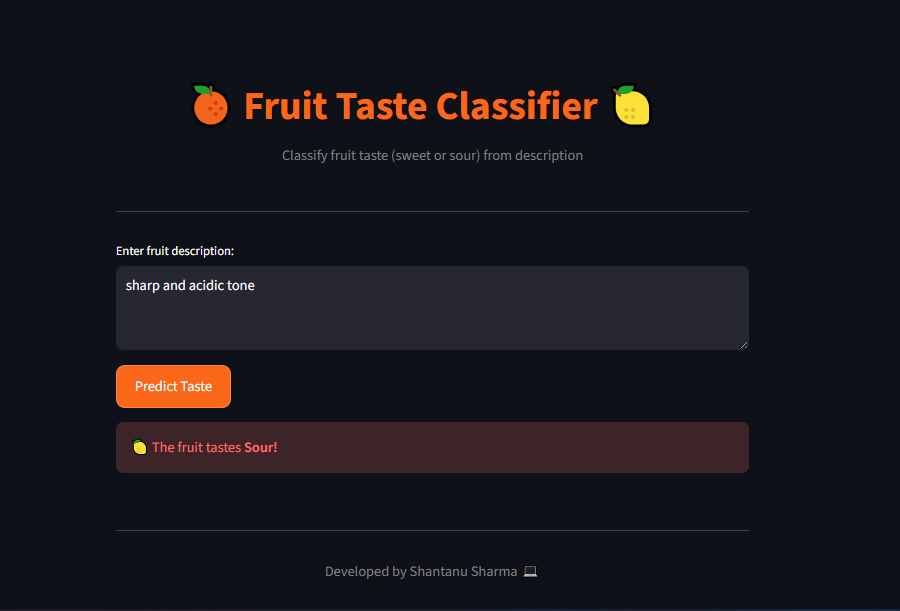 Fruit Taste Classifier
Classify fruit taste (sweet or sour) from description
Enter fruit description:
sharp and acidic tone
Predict Taste
The fruit tastes Sour!
Developed by Shantanu Sharma